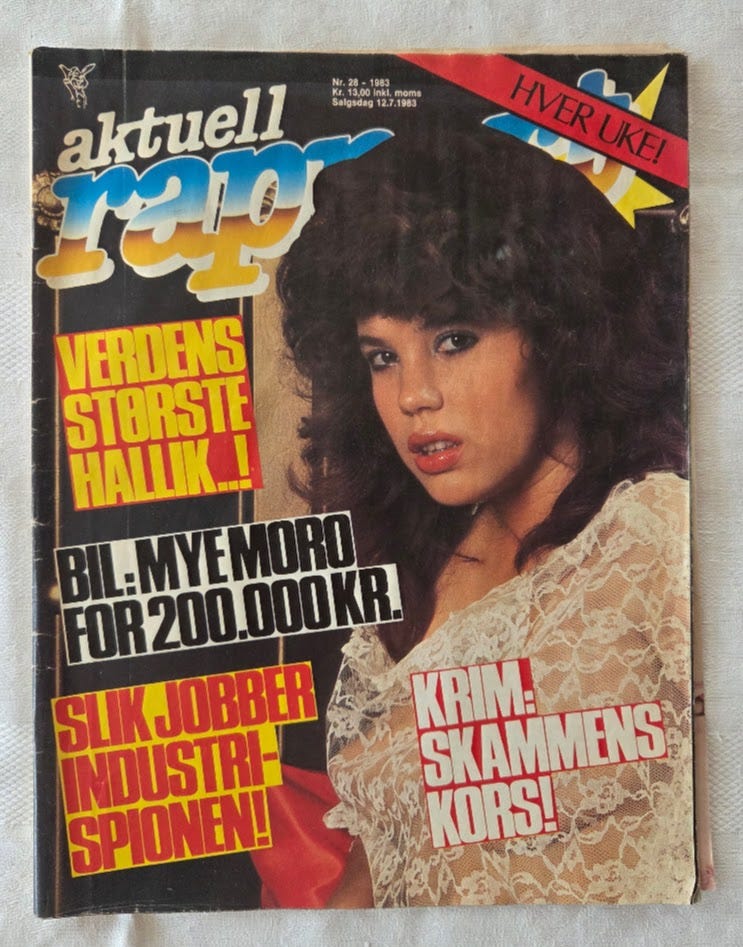 Nr. 28 - 1983
Kr. 13,00 inkl. moms
Salgsdag 12.7.1983
HVER UKE!
aktuell
rap
VERDENS
STØRSTE
HALLIK..!
BIL: MYE MORO
FOR 200.000 KR.
SLIK JOBBER
INDUSTRI-
SPIONEN!
KRIM:
SKAMMENS
KORS!